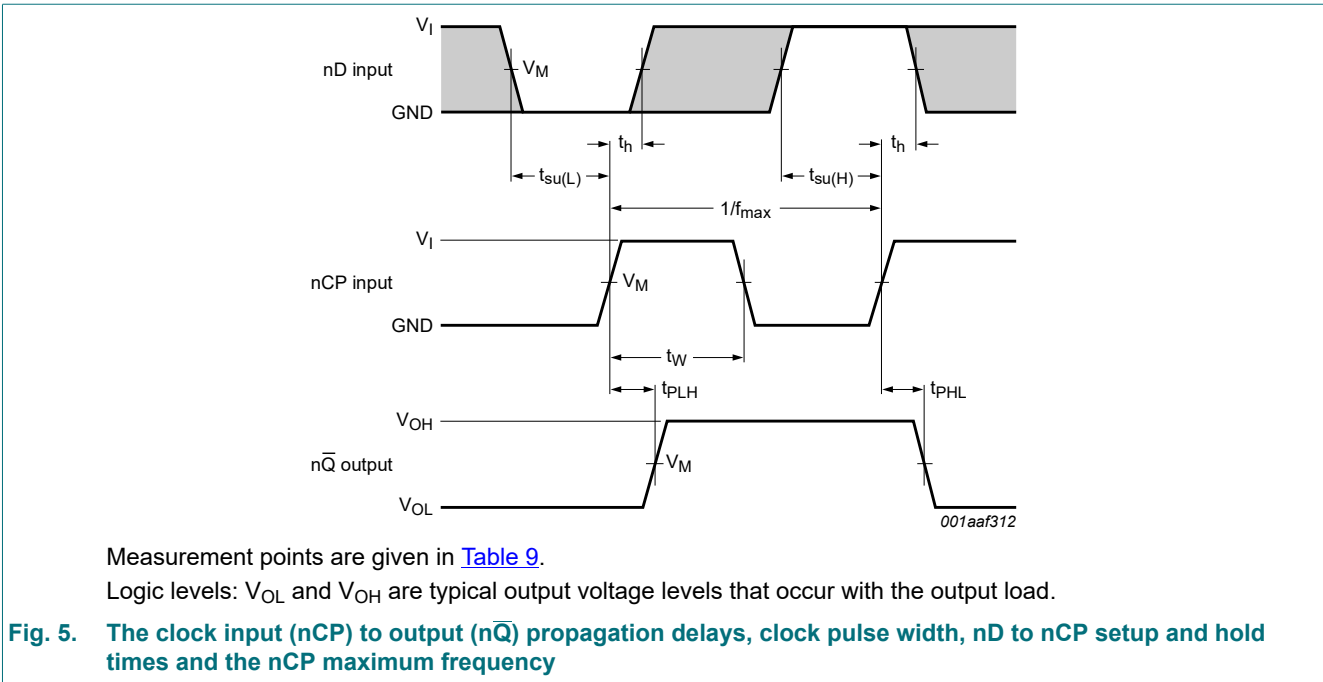 V_I
nD input
V_M
GND
t_h
t_h
t_su(L)
t_su(H)
1/f_max
V_I
nCP input
V_M
GND
t_W
t_PLH
t_PHL
V_OH
nQ̅ output
V_M
V_OL
001aaf312
Measurement points are given in Table 9.
Logic levels: V_OL and V_OH are typical output voltage levels that occur with the output load.
Fig. 5. The clock input (nCP) to output (nQ̅) propagation delays, clock pulse width, nD to nCP setup and hold
times and the nCP maximum frequency